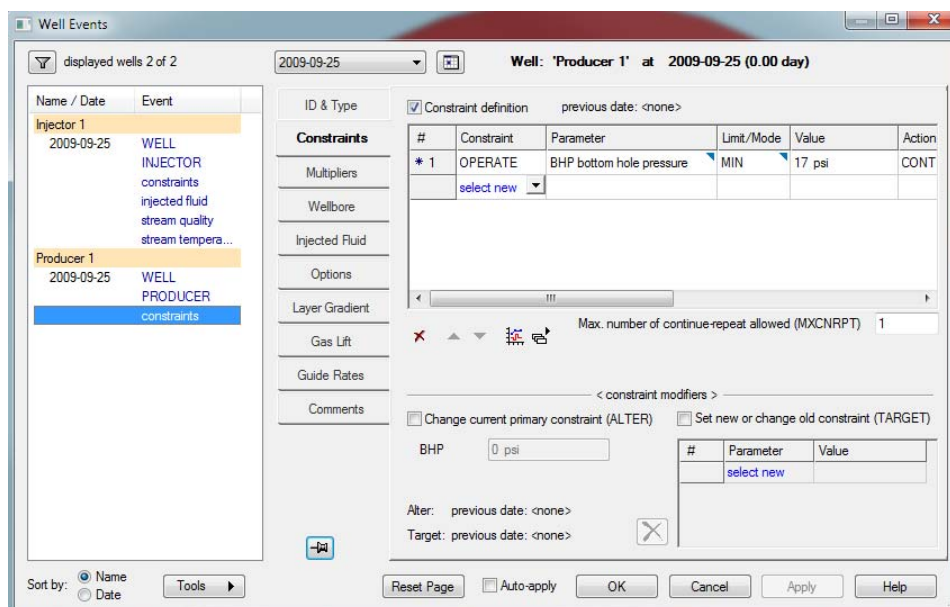 Well Events
displayed wells 2 of 2
2009-09-25
Well: 'Producer 1' at 2009-09-25 (0.00 day)
Name / Date Event
Injector 1
2009-09-25 WELL
INJECTOR
constraints
injected fluid
stream quality
stream tempera...
Producer 1
2009-09-25 WELL
PRODUCER
constraints
ID & Type
Constraints
Multipliers
Wellbore
Injected Fluid
Options
Layer Gradient
Gas Lift
Guide Rates
Comments
Constraint definition previous date: <none>
# Constraint Parameter Limit/Mode Value Action
* 1 OPERATE BHP bottom hole pressure MIN 17 psi CONT
select new
Max. number of continue-repeat allowed (MXCNRPT) 1
< constraint modifiers >
Change current primary constraint (ALTER)
Set new or change old constraint (TARGET)
BHP 0 psi
# Parameter Value
select new
Alter: previous date: <none>
Target: previous date: <none>
Sort by: Name
Date
Tools
Reset Page Auto-apply OK Cancel Apply Help